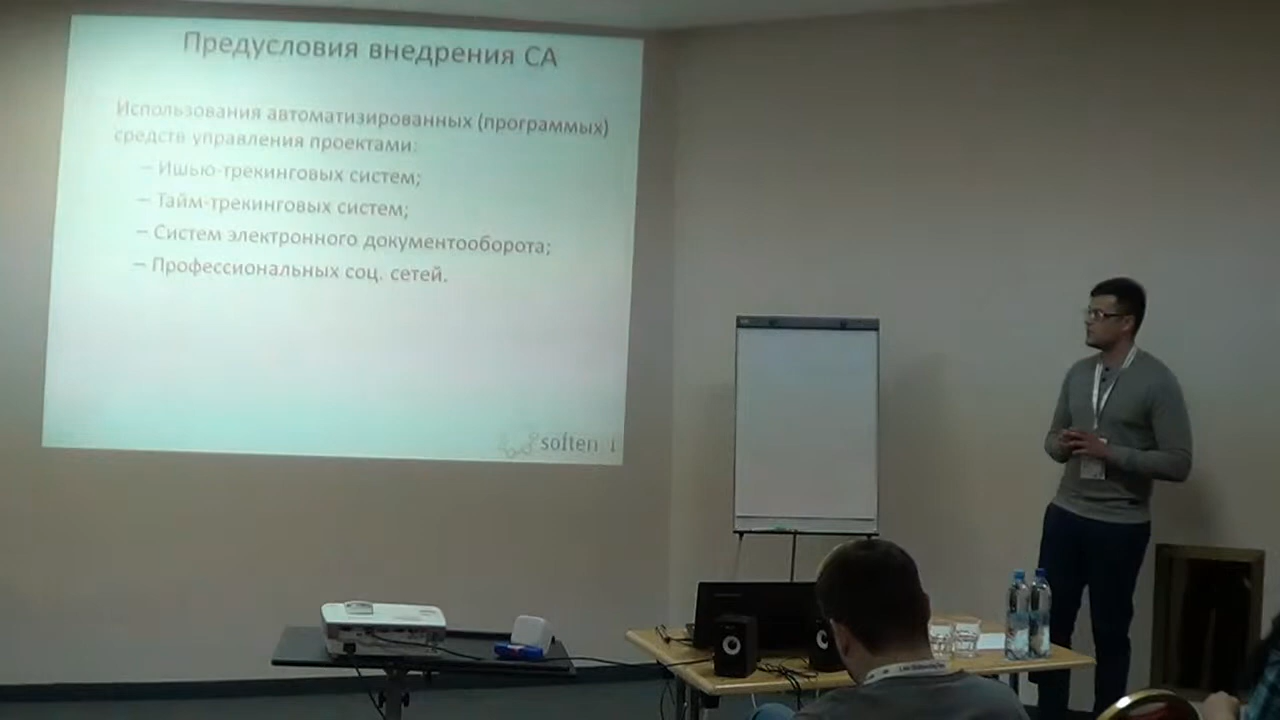 Предусловия внедрения СА
Использования автоматизированных (программых)
средств управления проектами:
– Ишью-трекинговых систем;
– Тайм-трекинговых систем;
– Систем электронного документооборота;
– Профессиональных соц. сетей.